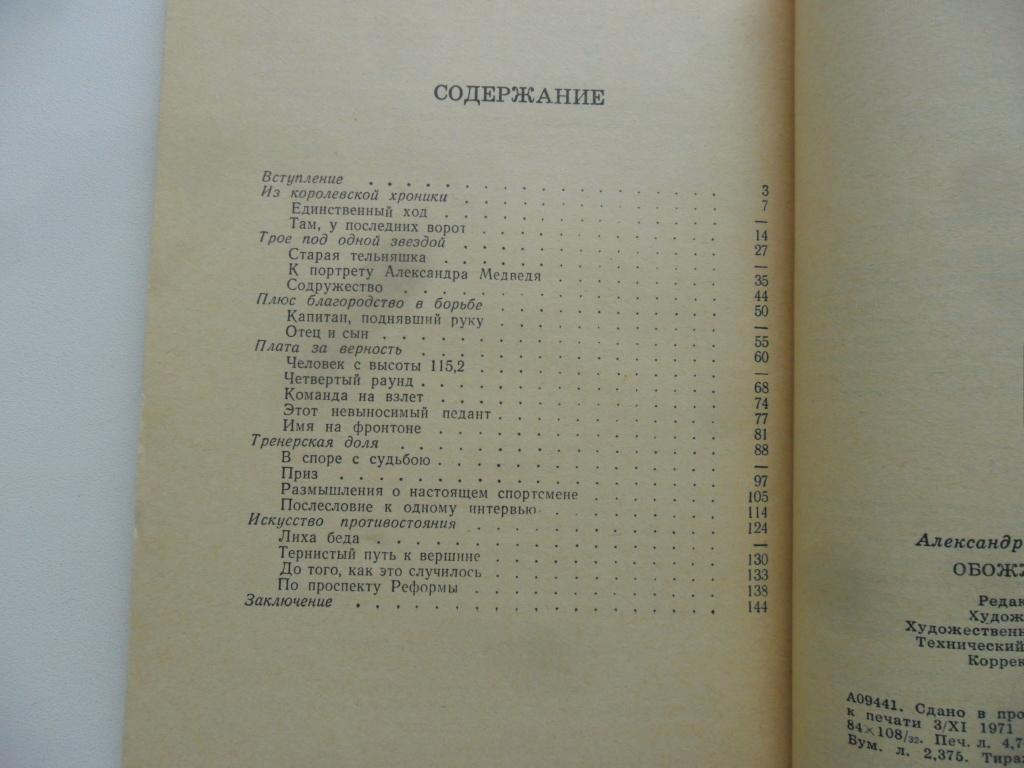 СОДЕРЖАНИЕ
Вступление . . . . . . . . . . . . . . . 3
Из королевской хроники . . . . . . . . . . . 7
Единственный ход . . . . . . . . . . . . —
Там, у последних ворот . . . . . . . . . . 14
Трое под одной звездой . . . . . . . . . . . 27
Старая тельняшка . . . . . . . . . . . . —
К портрету Александра Медведя . . . . . . . 35
Содружество . . . . . . . . . . . . . . 44
Плюс благородство в борьбе . . . . . . . . . 50
Капитан, поднявший руку . . . . . . . . . —
Отец и сын . . . . . . . . . . . . . . 55
Плата за верность . . . . . . . . . . . . . 60
Человек с высоты 115,2 . . . . . . . . . . —
Четвертый раунд . . . . . . . . . . . . . 68
Команда на взлет . . . . . . . . . . . . 74
Этот невыносимый педант . . . . . . . . . 77
Имя на фронтоне . . . . . . . . . . . . 81
Тренерская доля . . . . . . . . . . . . . . 88
В споре с судьбою . . . . . . . . . . . . —
Приз . . . . . . . . . . . . . . . . . 97
Размышления о настоящем спортсмене . . . . . 105
Послесловие к одному интервью . . . . . . . 114
Искусство противостояния . . . . . . . . . . 124
Лиха беда . . . . . . . . . . . . . . . —
Тернистый путь к вершине . . . . . . . . . 130
До того, как это случилось . . . . . . . . . 133
По проспекту Реформы . . . . . . . . . . 138
Заключение . . . . . . . . . . . . . . . . 144
Александр
ОБОЖ
Редак
Худож
Художественн
Технический
Коррек
А09441. Сдано в про
к печати 3/XI 1971
84×108/32. Печ. л. 4,7
Бум. л. 2,375. Тираж